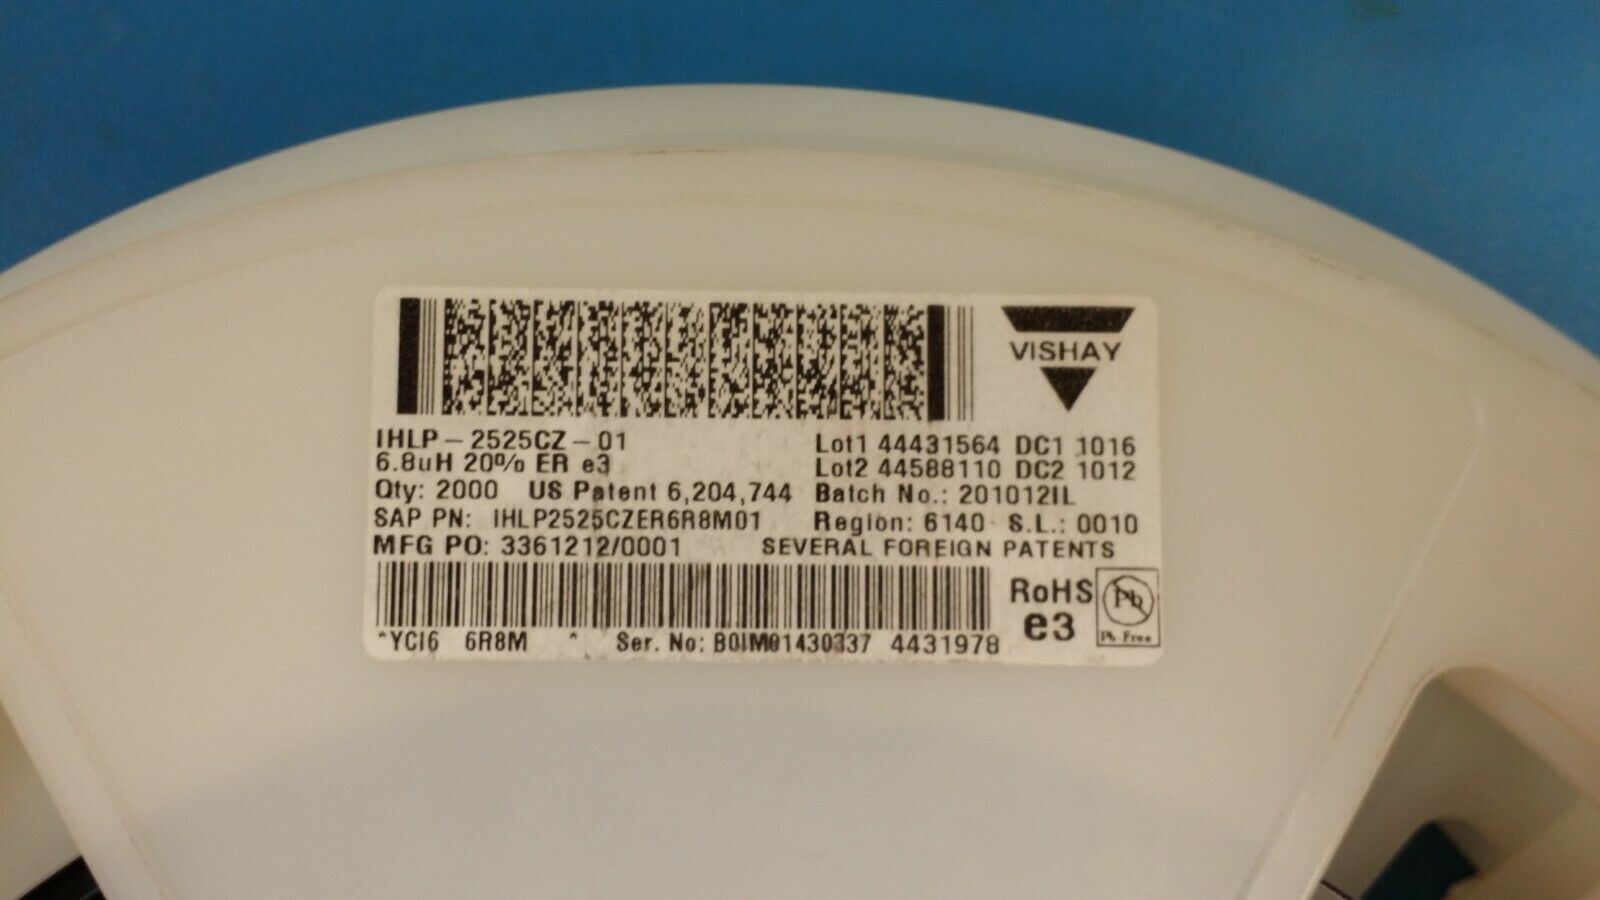 VISHAY
IHLP-2525CZ-01
6.8uH 20% ER e3
Qty: 2000 US Patent 6,204,744
SAP PN: IHLP2525CZER6R8M01
MFG PO: 3361212/0001
Lot1 44431564 DC1 1016
Lot2 44588110 DC2 1012
Batch No.: 201012IL
Region: 6140 S.L.: 0010
SEVERAL FOREIGN PATENTS
*YCI6 6R8M *
Ser. No: 4431978
RoHS
e3
Pb
Pb-Free